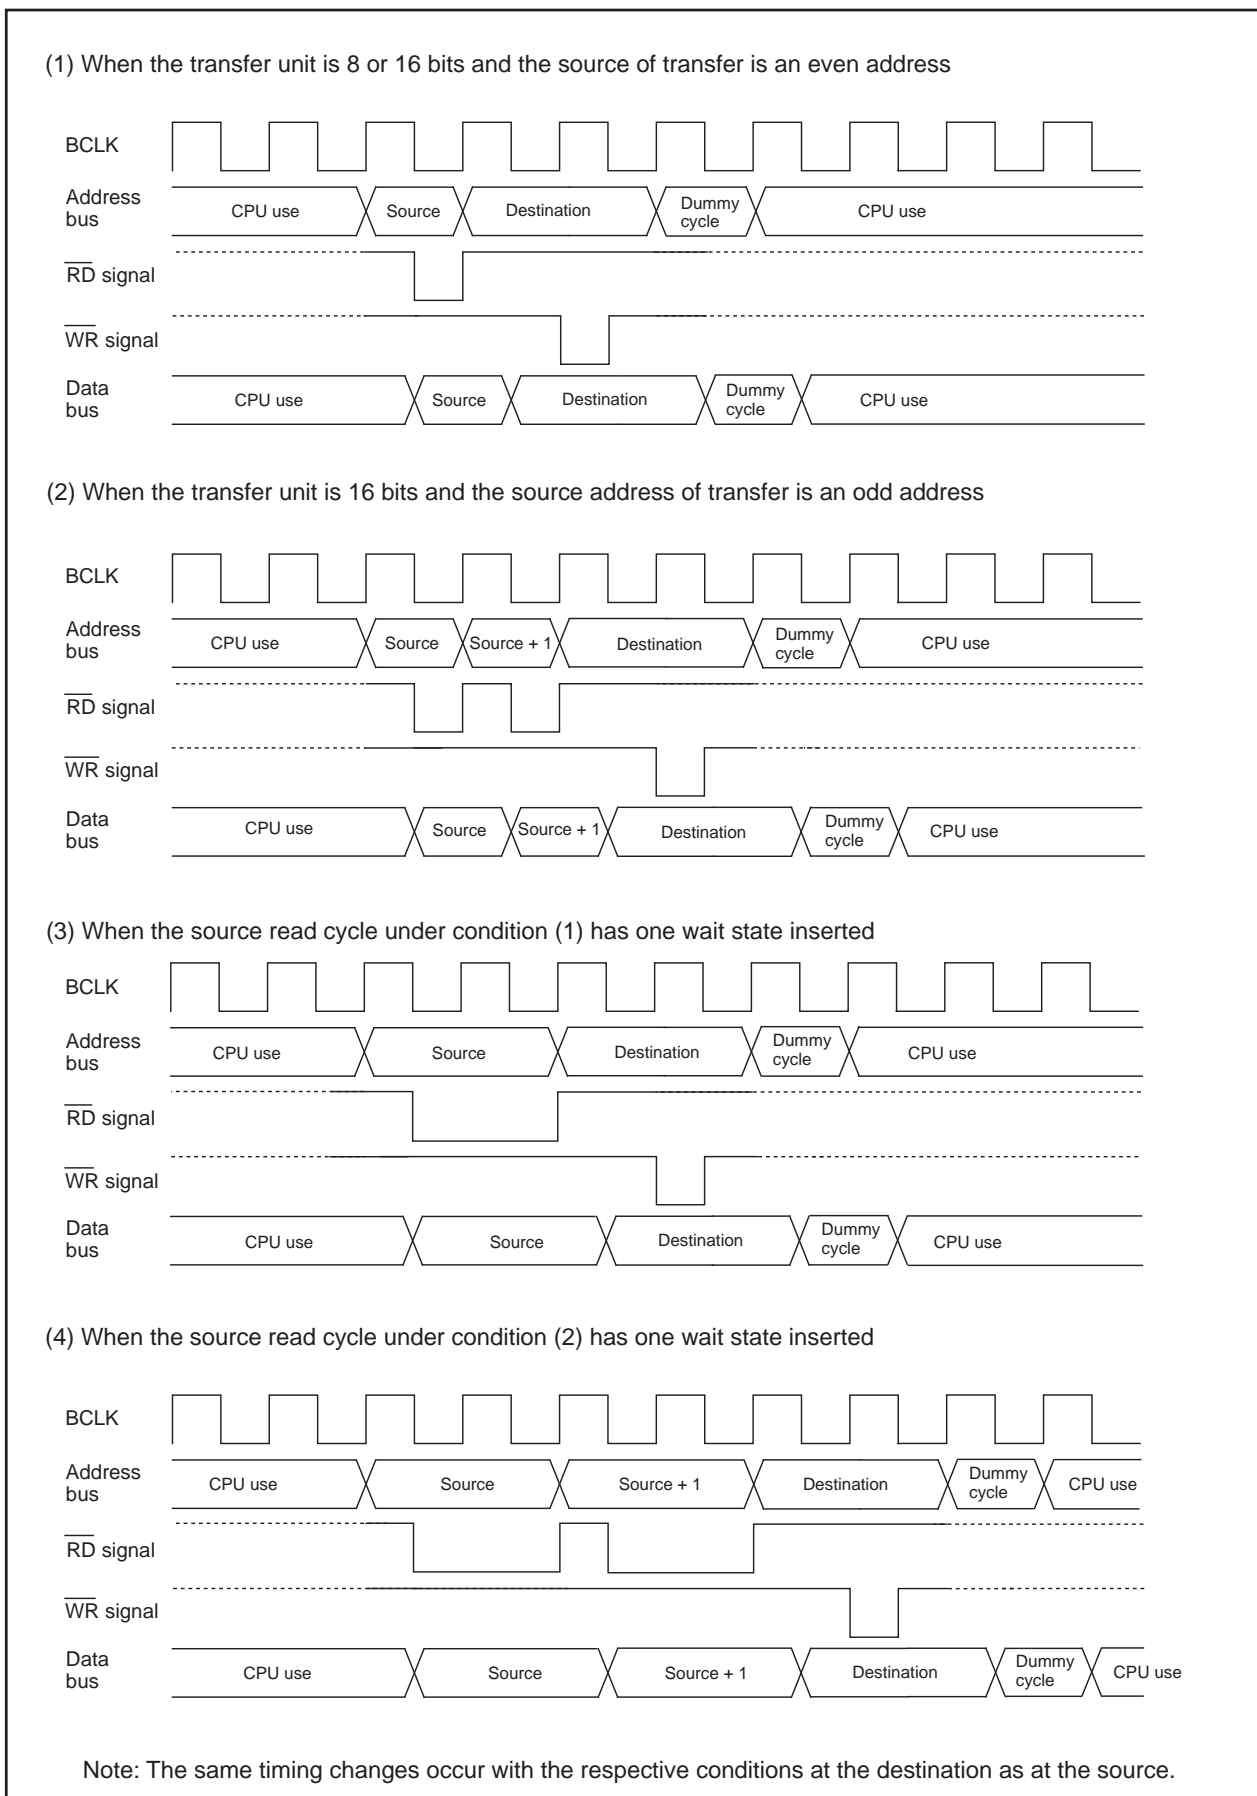 (1) When the transfer unit is 8 or 16 bits and the source of transfer is an even address
BCLK
Address
bus
CPU use
Source
Destination
Dummy
cycle
CPU use
RD signal
WR signal
Data
bus
CPU use
Source
Destination
Dummy
cycle
CPU use
(2) When the transfer unit is 16 bits and the source address of transfer is an odd address
BCLK
Address
bus
CPU use
Source
Source + 1
Destination
Dummy
cycle
CPU use
RD signal
WR signal
Data
bus
CPU use
Source
Source + 1
Destination
Dummy
cycle
CPU use
(3) When the source read cycle under condition (1) has one wait state inserted
BCLK
Address
bus
CPU use
Source
Destination
Dummy
cycle
CPU use
RD signal
WR signal
Data
bus
CPU use
Source
Destination
Dummy
cycle
CPU use
(4) When the source read cycle under condition (2) has one wait state inserted
BCLK
Address
bus
CPU use
Source
Source + 1
Destination
Dummy
cycle
CPU use
RD signal
WR signal
Data
bus
CPU use
Source
Source + 1
Destination
Dummy
cycle
CPU use
Note: The same timing changes occur with the respective conditions at the destination as at the source.